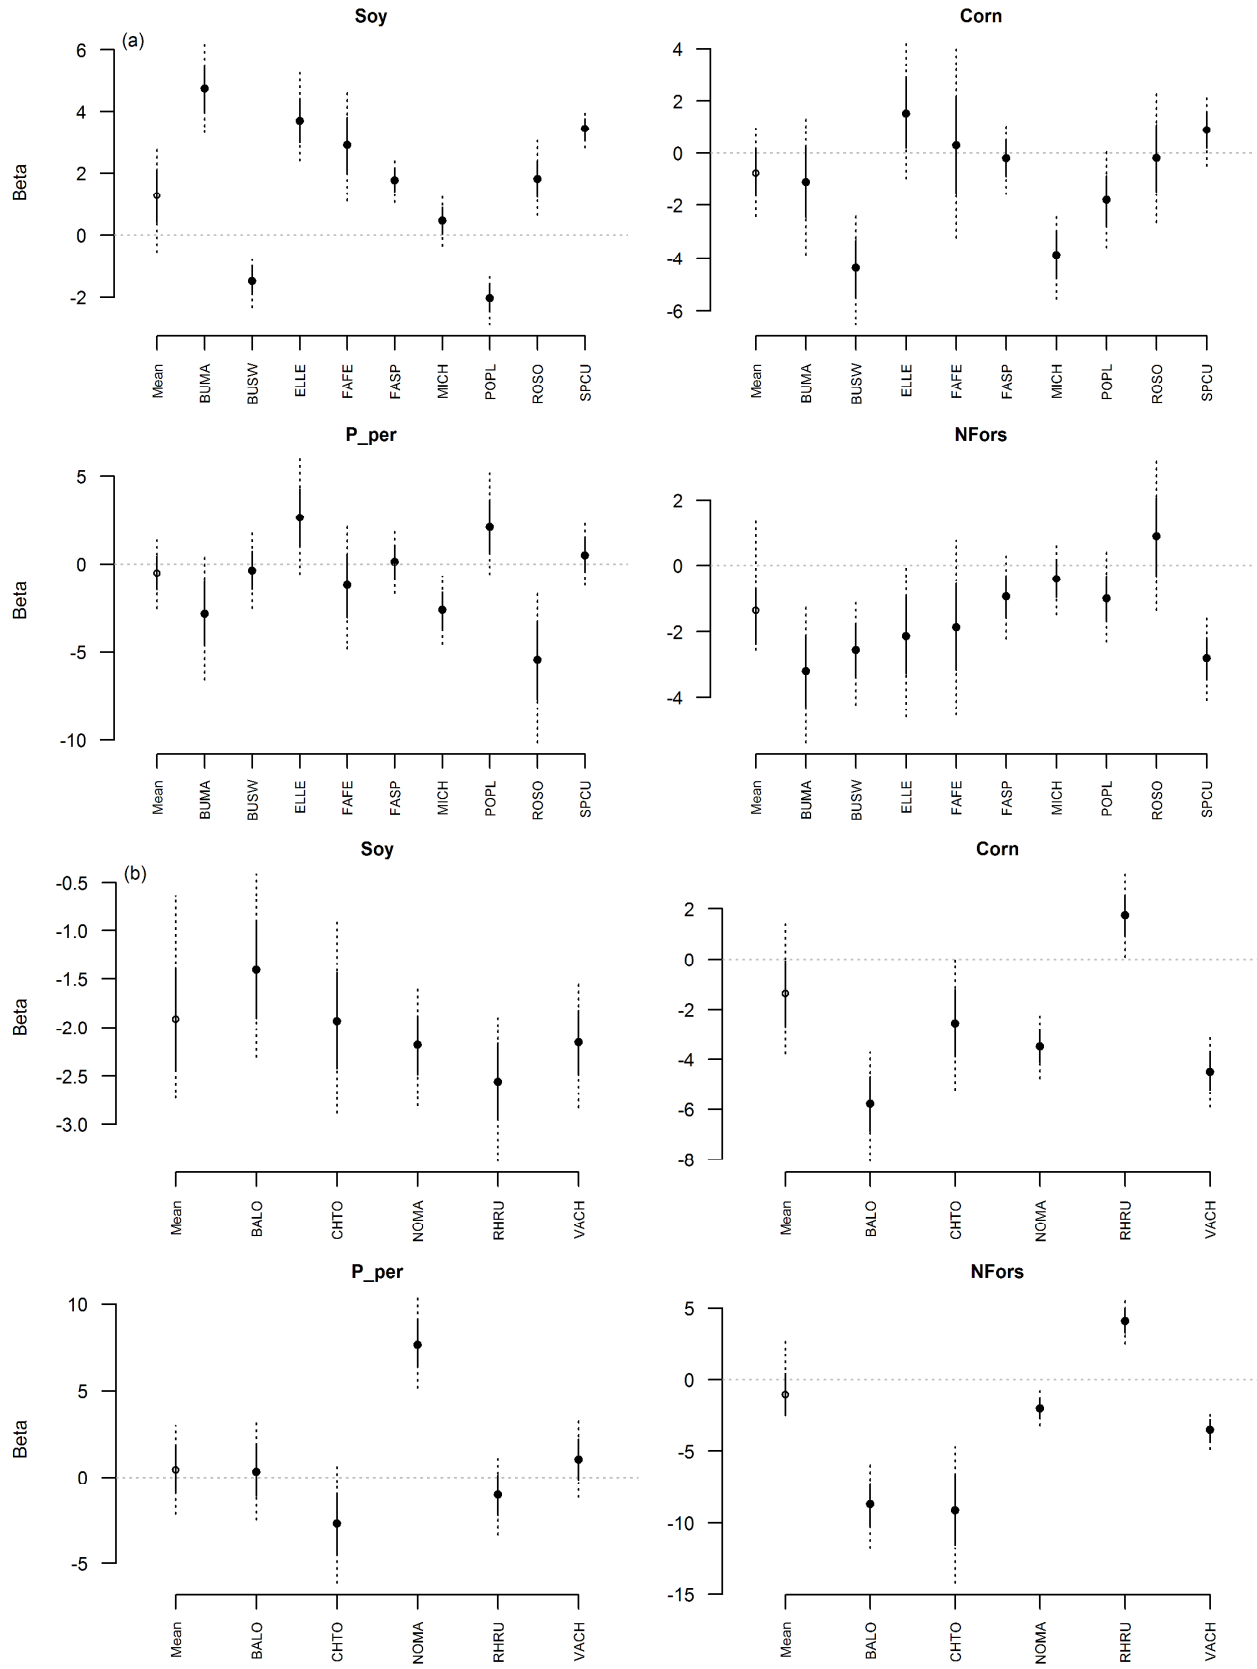 Soy
Corn
(a)
6
4
2
0
-2
Beta
Mean BUMA BUSW ELLE FAFE FASP MICH POPL ROSO SPCU
4
2
0
-2
-4
-6
Mean BUMA BUSW ELLE FAFE FASP MICH POPL ROSO SPCU
P_per
NFors
5
0
-5
-10
Beta
Mean BUMA BUSW ELLE FAFE FASP MICH POPL ROSO SPCU
2
0
-2
-4
Mean BUMA BUSW ELLE FAFE FASP MICH POPL ROSO SPCU
Soy
Corn
(b)
-0.5
-1.0
-1.5
-2.0
-2.5
-3.0
Beta
Mean BALO CHTO NOMA RHRU VACH
2
0
-2
-4
-6
-8
Mean BALO CHTO NOMA RHRU VACH
P_per
NFors
10
5
0
-5
Beta
Mean BALO CHTO NOMA RHRU VACH
5
0
-5
-10
-15
Mean BALO CHTO NOMA RHRU VACH